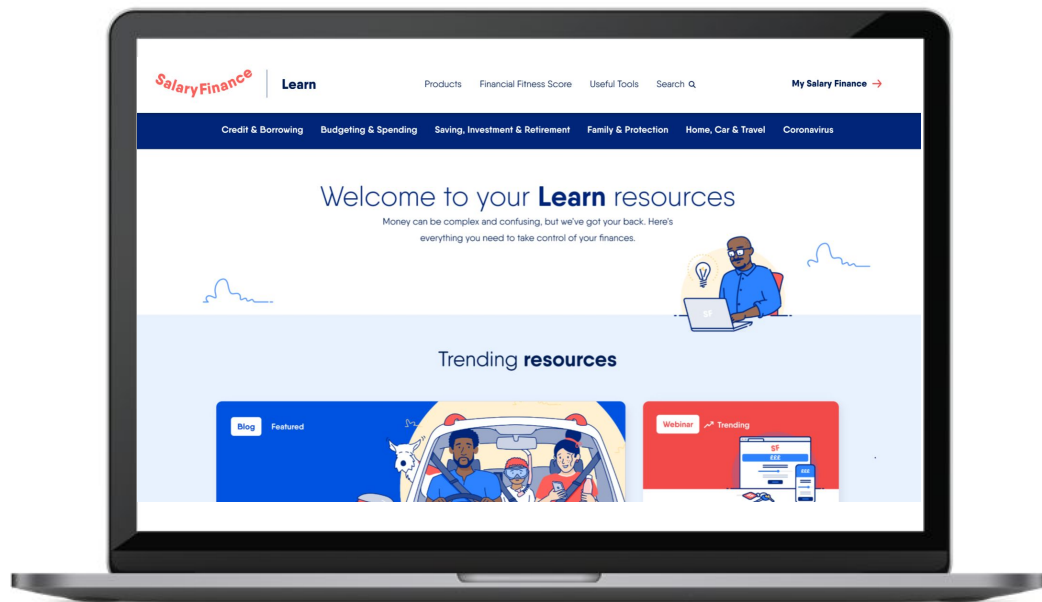 SalaryFinance
Learn
Products Financial Fitness Score Useful Tools Search
My Salary Finance →
Credit & Borrowing Budgeting & Spending Saving, Investment & Retirement Family & Protection Home, Car & Travel Coronavirus
Welcome to your Learn resources
Money can be complex and confusing, but we've got your back. Here's
everything you need to take control of your finances.
SF
Trending resources
Blog Featured
Webinar Trending
SF
£££
£££